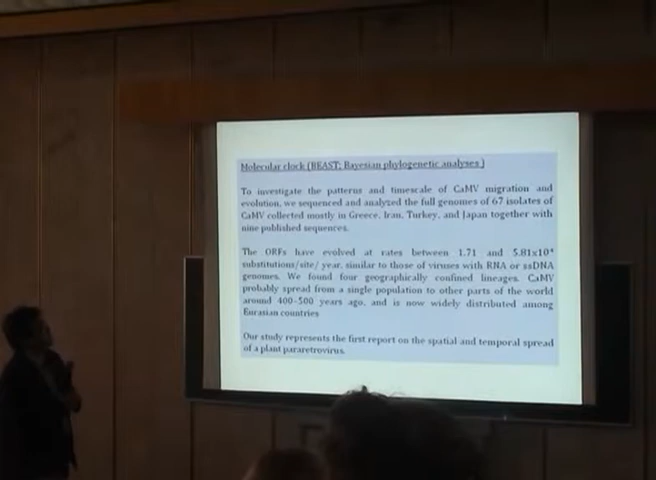 Molecular clock (BEAST; Bayesian phylogenetic analyses )
To investigate the patterns and timescale of CaMV migration and
evolution, we sequenced and analyzed the full genomes of 67 isolates of
CaMV collected mostly in Greece, Iran, Turkey, and Japan together with
nine published sequences.
The ORFs have evolved at rates between 1.71 and 5.81x10⁴
substitutions/site/ year, similar to those of viruses with RNA or ssDNA
genomes. We found four geographically confined lineages. CaMV
probably spread from a single population to other parts of the world
around 400-500 years ago, and is now widely distributed among
Eurasian countries
Our study represents the first report on the spatial and temporal spread
of a plant pararetrovirus.